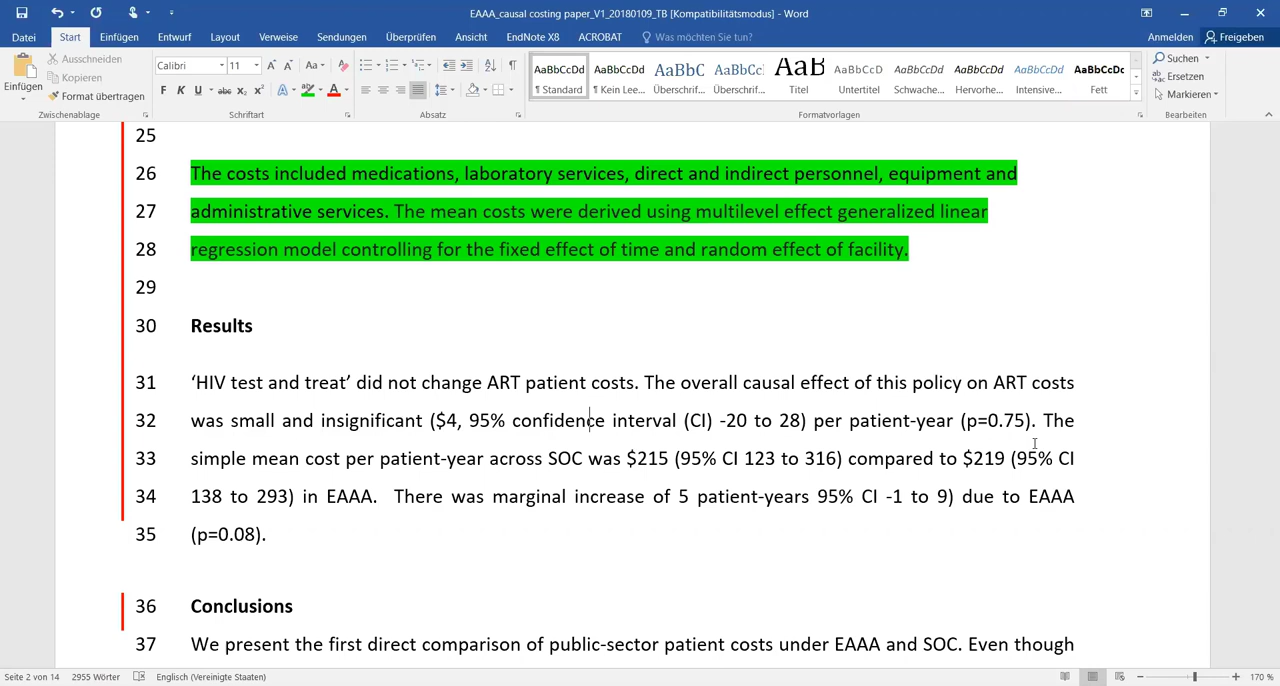 EAAA_causal costing paper_V1_20180109_TB [Kompatibilitätsmodus] - Word
Datei Start Einfügen Entwurf Layout Verweise Sendungen Überprüfen Ansicht EndNote X8 ACROBAT Was möchten Sie tun? Anmelden Freigeben
Einfügen
Ausschneiden
Kopieren
Format übertragen
Zwischenablage
Calibri 11
F K U abc x₂ x²
Schriftart
Absatz
AaBbCcDd AaBbCcDd AaBbC AaBbCc AaB AaBbCcD AaBbCcDd AaBbCcDd AaBbCcDd AaBbCcDc
¶ Standard ¶ Kein Lee... Überschrif... Überschrif... Titel Untertitel Schwache... Hervorhe... Intensive... Fett
Formatvorlagen
Suchen
Ersetzen
Markieren
Bearbeiten
25
26 The costs included medications, laboratory services, direct and indirect personnel, equipment and
27 administrative services. The mean costs were derived using multilevel effect generalized linear
28 regression model controlling for the fixed effect of time and random effect of facility.
29
30 Results
31 ‘HIV test and treat’ did not change ART patient costs. The overall causal effect of this policy on ART costs
32 was small and insignificant ($4, 95% confidence interval (CI) -20 to 28) per patient-year (p=0.75). The
33 simple mean cost per patient-year across SOC was $215 (95% CI 123 to 316) compared to $219 (95% CI
34 138 to 293) in EAAA. There was marginal increase of 5 patient-years 95% CI -1 to 9) due to EAAA
35 (p=0.08).
36 Conclusions
37 We present the first direct comparison of public-sector patient costs under EAAA and SOC. Even though
Seite 2 von 14 2955 Wörter Englisch (Vereinigte Staaten) 170 %